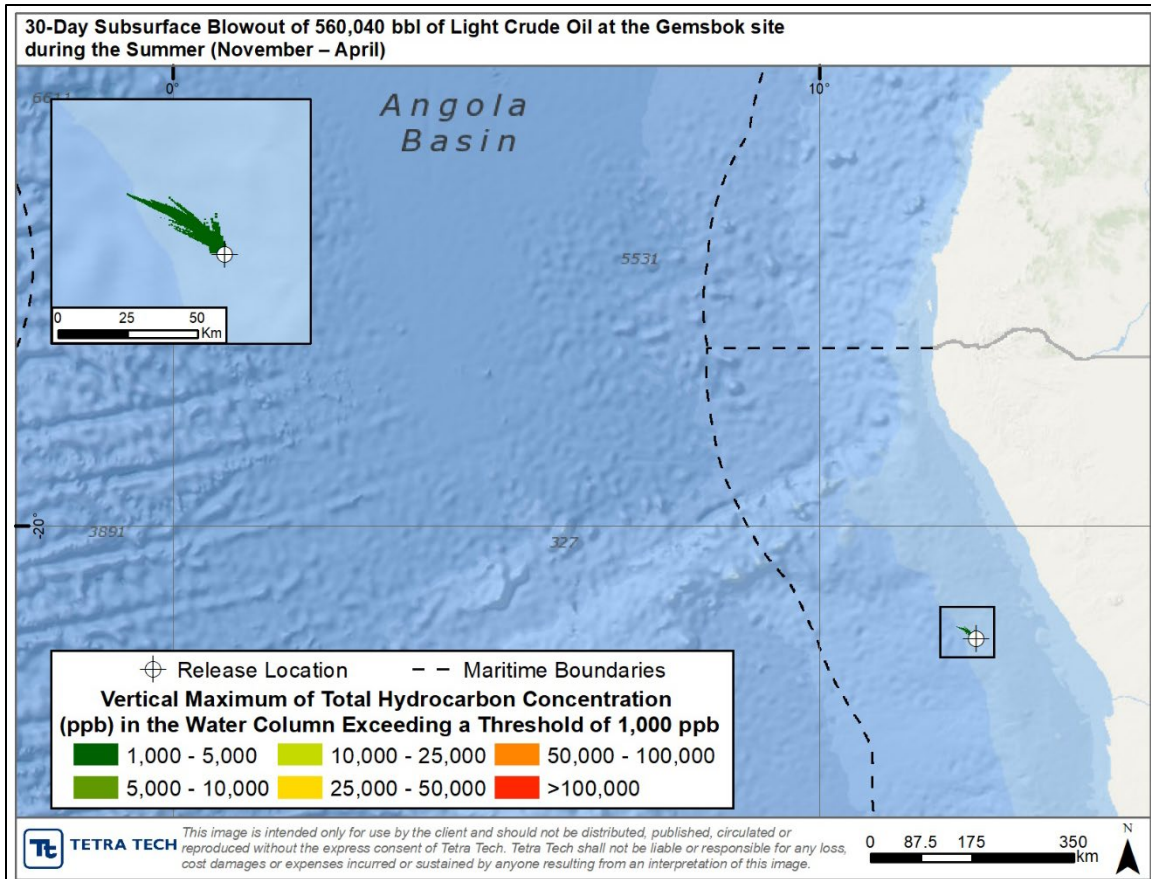 30-Day Subsurface Blowout of 560,040 bbl of Light Crude Oil at the Gemsbok site
during the Summer (November – April)
0°
10°
6611
Angola
Basin
5531
0 25 50
Km
-20°
3891
327
Release Location
Maritime Boundaries
Vertical Maximum of Total Hydrocarbon Concentration
(ppb) in the Water Column Exceeding a Threshold of 1,000 ppb
1,000 - 5,000 10,000 - 25,000 50,000 - 100,000
5,000 - 10,000 25,000 - 50,000 >100,000
Tt TETRA TECH
This image is intended only for use by the client and should not be distributed, published, circulated or
reproduced without the express consent of Tetra Tech. Tetra Tech shall not be liable or responsible for any loss,
cost damages or expenses incurred or sustained by anyone resulting from an interpretation of this image.
0 87.5 175 350
km
N